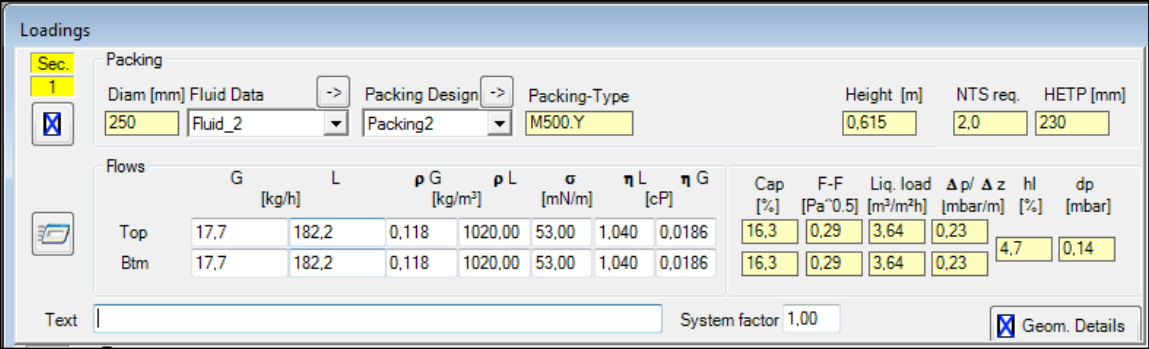 Loadings
Sec.
1
Packing
Diam [mm] Fluid Data -> Packing Design -> Packing-Type Height [m] NTS req. HETP [mm]
250 Fluid_2 Packing2 M500.Y 0,615 2,0 230
Flows
G L ρ G ρ L σ η L η G Cap F-F Liq. load Δ p/ Δ z hl dp
[kg/h] [kg/m³] [mN/m] [cP] [%] [Pa^0.5] [m³/m²h] [mbar/m] [%] [mbar]
Top 17,7 182,2 0,118 1020,00 53,00 1,040 0,0186 16,3 0,29 3,64 0,23
4,7 0,14
Btm 17,7 182,2 0,118 1020,00 53,00 1,040 0,0186 16,3 0,29 3,64 0,23
Text System factor 1,00 Geom. Details